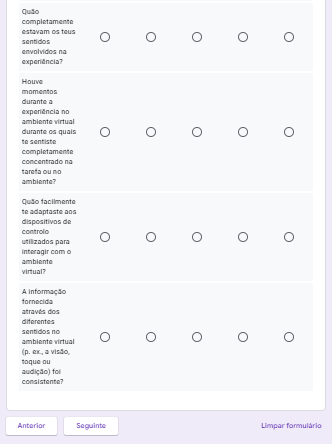 Quão
completamente
estavam os teus
sentidos
envolvidos na
experiência?
Houve
momentos
durante a
experiência no
ambiente virtual
durante os quais
te sentiste
completamente
concentrado na
tarefa ou no
ambiente?
Quão facilmente
te adaptaste aos
dispositivos de
controlo
utilizados para
interagir com o
ambiente
virtual?
A informação
fornecida
através dos
diferentes
sentidos no
ambiente virtual
(p. ex., a visão,
toque ou
audição) foi
consistente?
Anterior Seguinte Limpar formulário